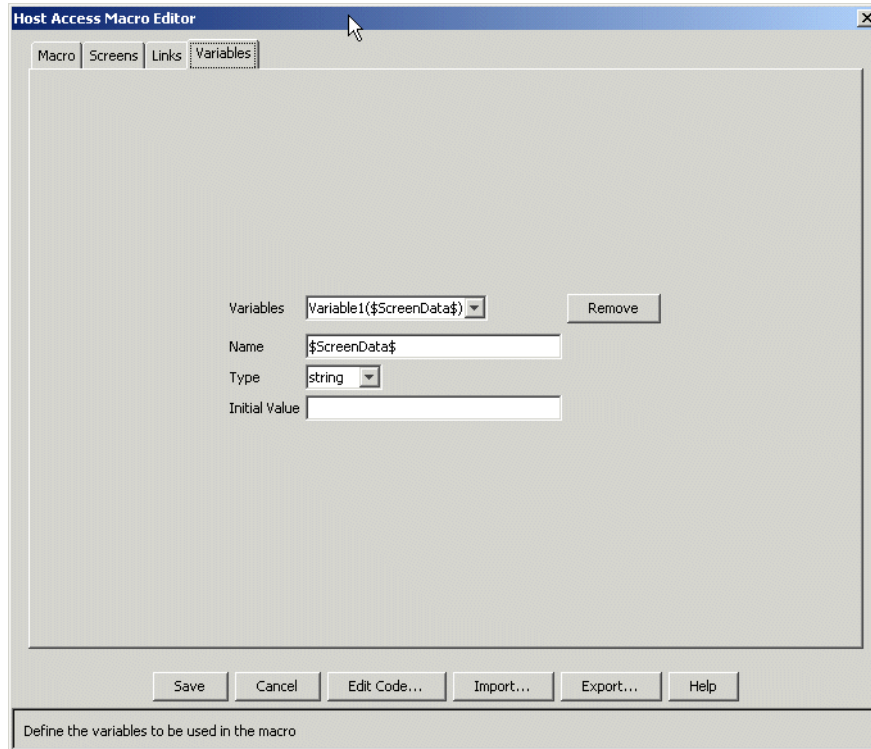 Host Access Macro Editor
Macro Screens Links Variables
Variables Variable1($ScreenData$) Remove
Name $ScreenData$
Type string
Initial Value
Save Cancel Edit Code... Import... Export... Help
Define the variables to be used in the macro